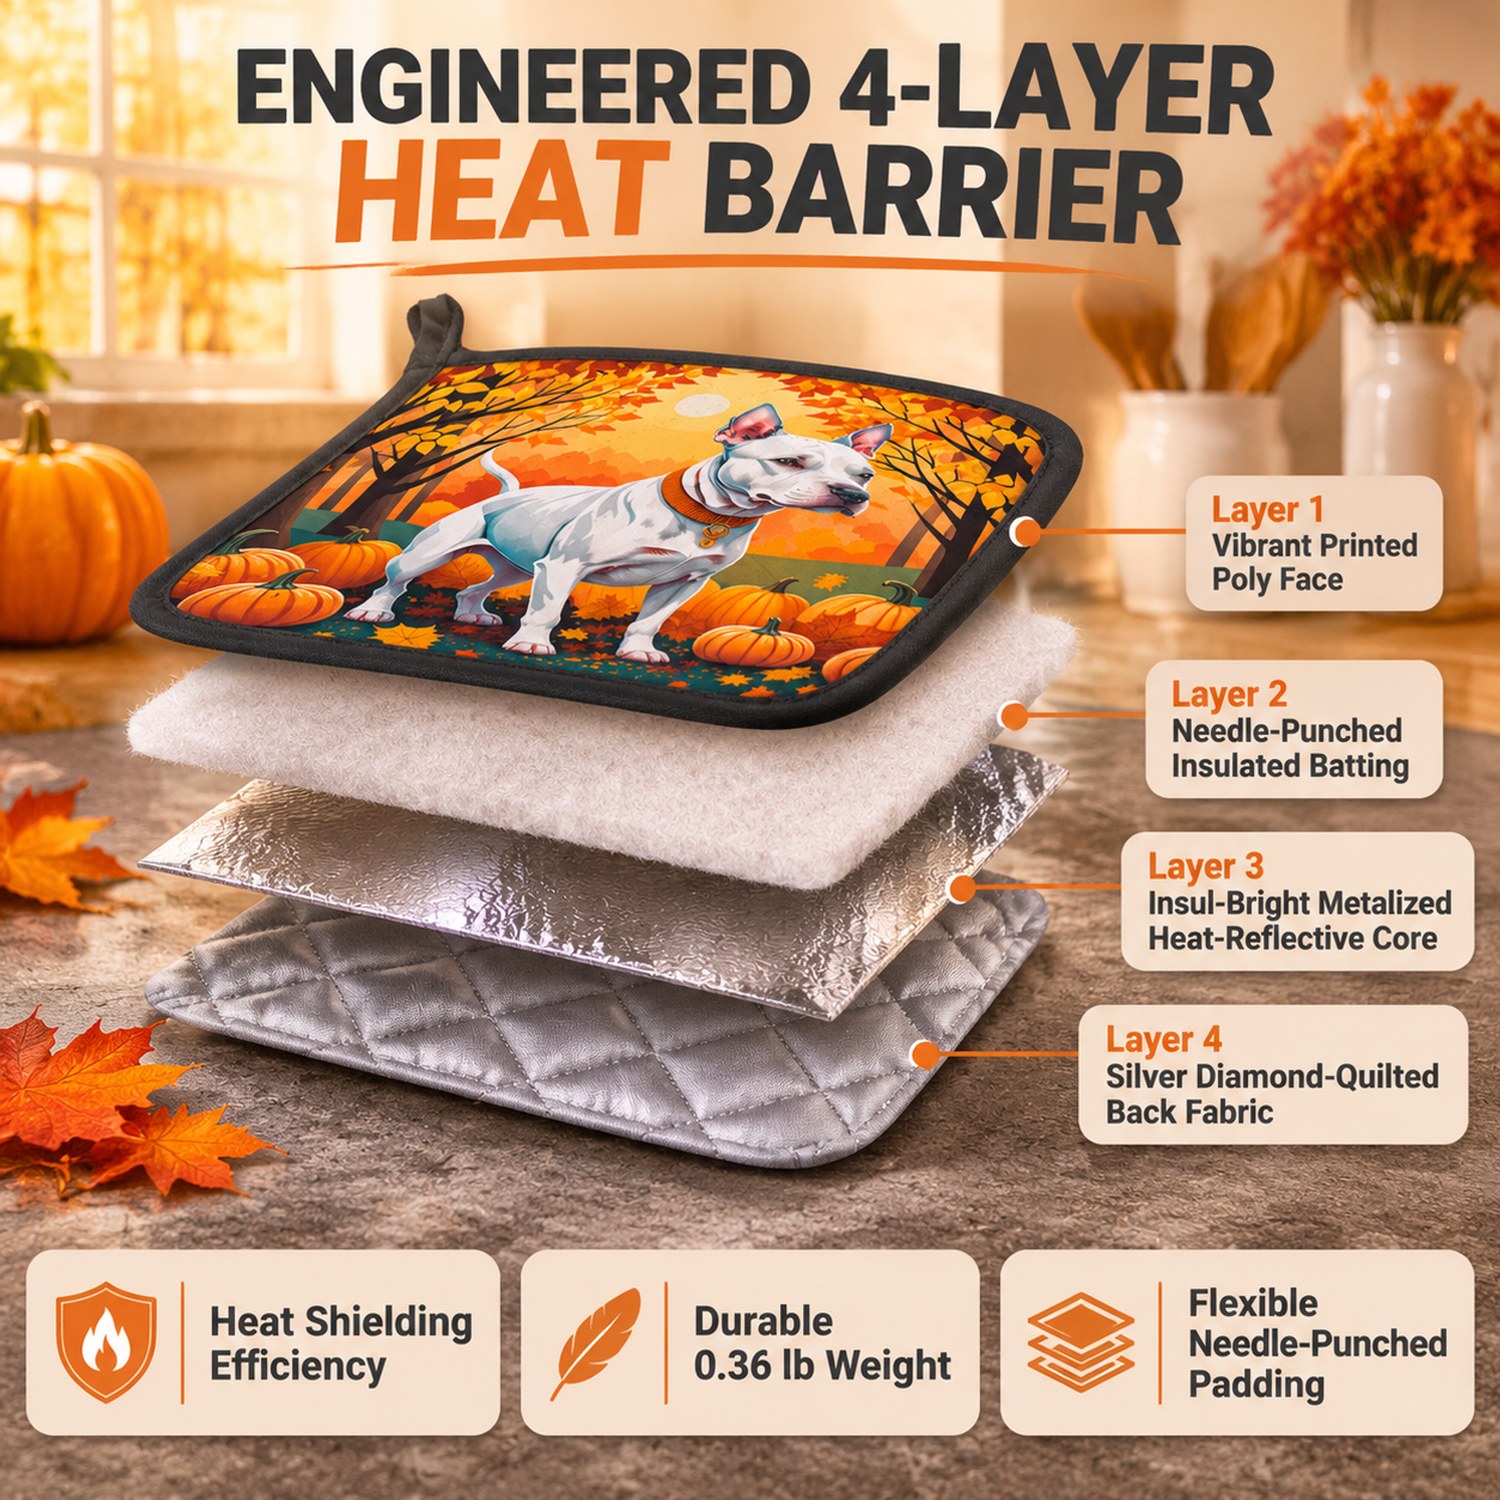 ENGINEERED 4-LAYER
HEAT BARRIER
Layer 1
Vibrant Printed
Poly Face
Layer 2
Needle-Punched
Insulated Batting
Layer 3
Insul-Bright Metalized
Heat-Reflective Core
Layer 4
Silver Diamond-Quilted
Back Fabric
Heat Shielding
Efficiency
Durable
0.36 lb Weight
Flexible
Needle-Punched
Padding